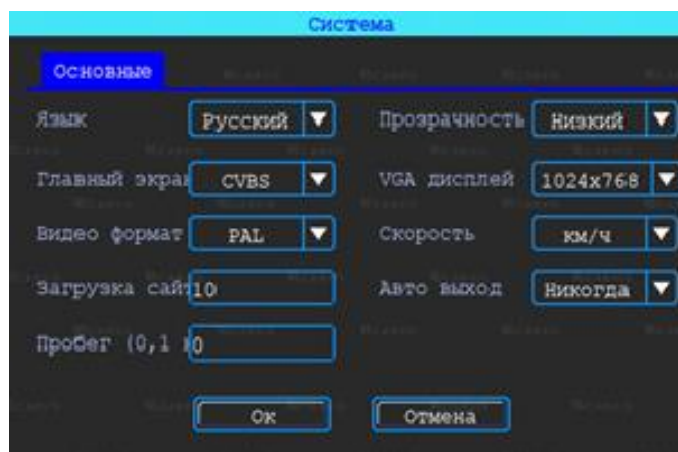 Система
Основные
Язык Русский Прозрачность Низкий
Главный экран CVBS VGA дисплей 1024x768
Видео формат PAL Скорость км/ч
Загрузка сайт 10 Авто выход Никогда
Пробег (0,1 0
Ок Отмена